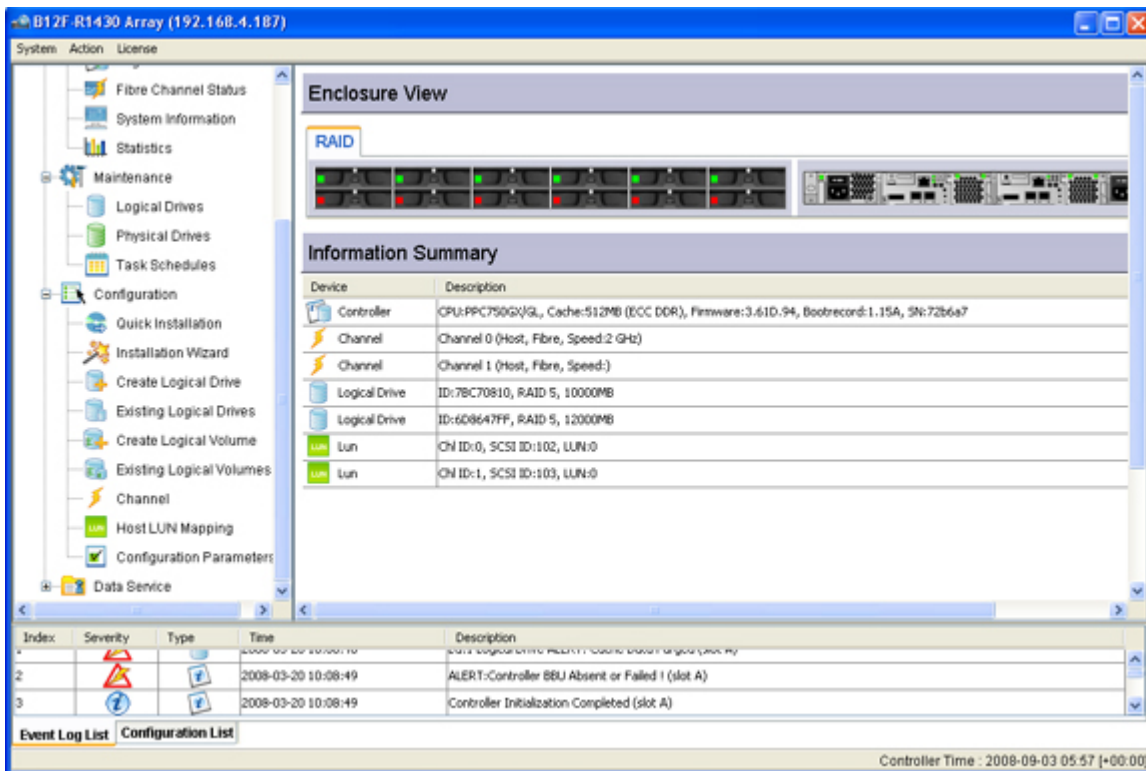 B12F-R1430 Array (192.168.4.187)
System Action License
Fibre Channel Status
System Information
Statistics
Maintenance
Logical Drives
Physical Drives
Task Schedules
Configuration
Quick Installation
Installation Wizard
Create Logical Drive
Existing Logical Drives
Create Logical Volume
Existing Logical Volumes
Channel
LUN Host LUN Mapping
Configuration Parameters
Data Service
Enclosure View
RAID
Information Summary
Device Description
Controller CPU:PPC750GX/GL, Cache:512MB (ECC DDR), Firmware:3.61D.94, Bootrecord:1.15A, SN:72b6a7
Channel Channel 0 (Host, Fibre, Speed:2 GHz)
Channel Channel 1 (Host, Fibre, Speed:)
Logical Drive ID:7BC70810, RAID 5, 10000MB
Logical Drive ID:6D8647FF, RAID 5, 12000MB
LUN Lun Chl ID:0, SCSI ID:102, LUN:0
LUN Lun Chl ID:1, SCSI ID:103, LUN:0
Index Severity Type Time Description
2 2008-03-20 10:08:49 ALERT:Controller BBU Absent or Failed ! (slot A)
3 2008-03-20 10:08:49 Controller Initialization Completed (slot A)
Event Log List Configuration List
Controller Time : 2008-09-03 05:57 [+00:00